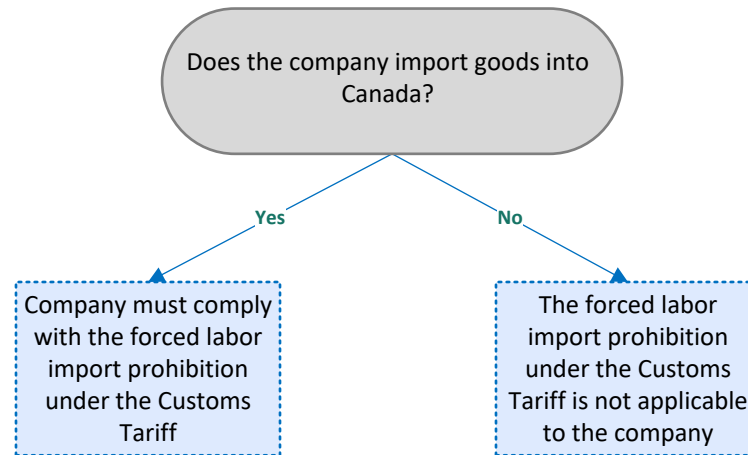 Does the company import goods into
Canada?
Yes
No
Company must comply
with the forced labor
import prohibition
under the Customs
Tariff
The forced labor
import prohibition
under the Customs
Tariff is not applicable
to the company